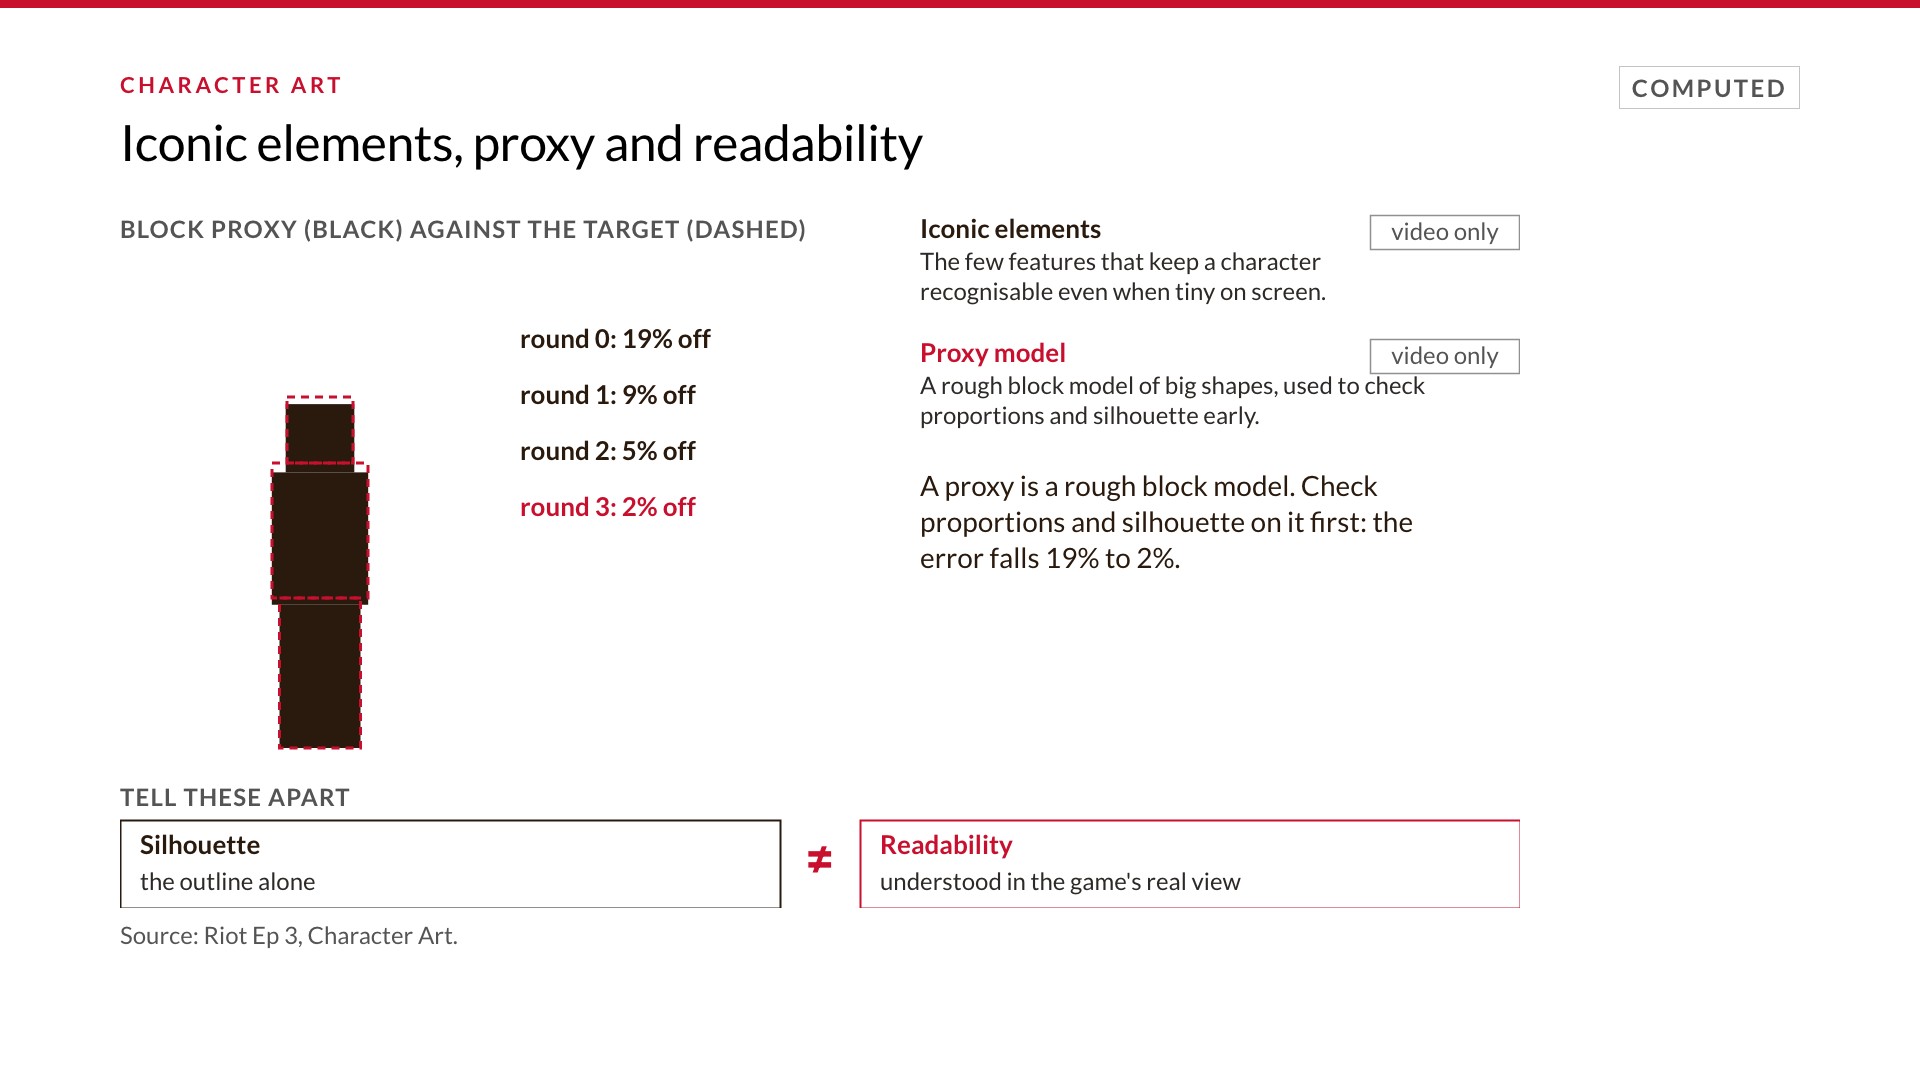 CHARACTER ART
COMPUTED
Iconic elements, proxy and readability
BLOCK PROXY (BLACK) AGAINST THE TARGET (DASHED)
round 0: 19% off
round 1: 9% off
round 2: 5% off
round 3: 2% off
Iconic elements
video only
The few features that keep a character
recognisable even when tiny on screen.
Proxy model
video only
A rough block model of big shapes, used to check
proportions and silhouette early.
A proxy is a rough block model. Check
proportions and silhouette on it first: the
error falls 19% to 2%.
TELL THESE APART
Silhouette
the outline alone
≠
Readability
understood in the game's real view
Source: Riot Ep 3, Character Art.